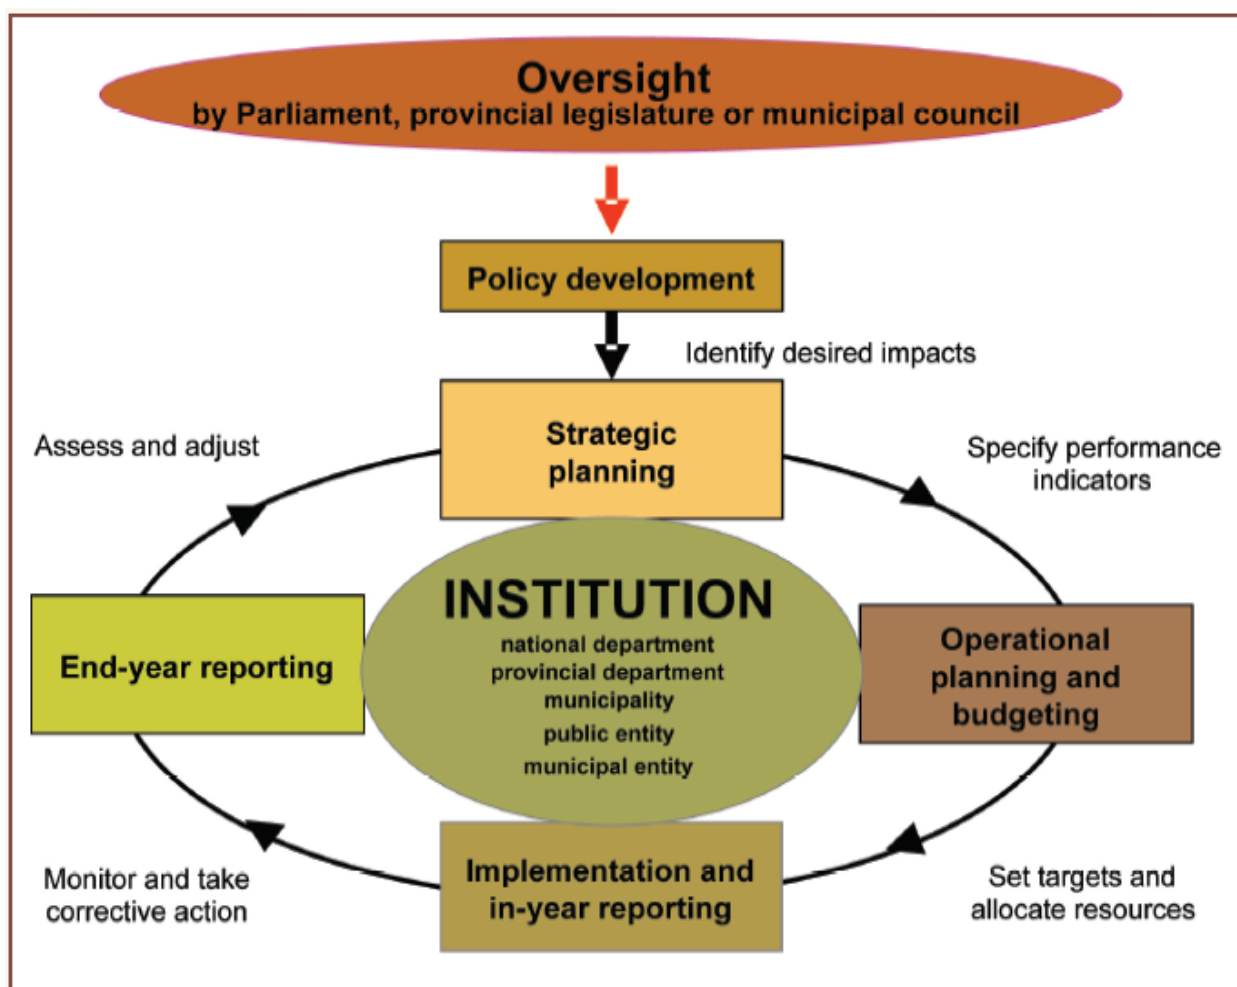 Oversight
by Parliament, provincial legislature or municipal council
Policy development
Identify desired impacts
Strategic
planning
Assess and adjust
Specify performance
indicators
INSTITUTION
national department
provincial department
municipality
public entity
municipal entity
End-year reporting
Operational
planning and
budgeting
Implementation and
in-year reporting
Monitor and take
corrective action
Set targets and
allocate resources